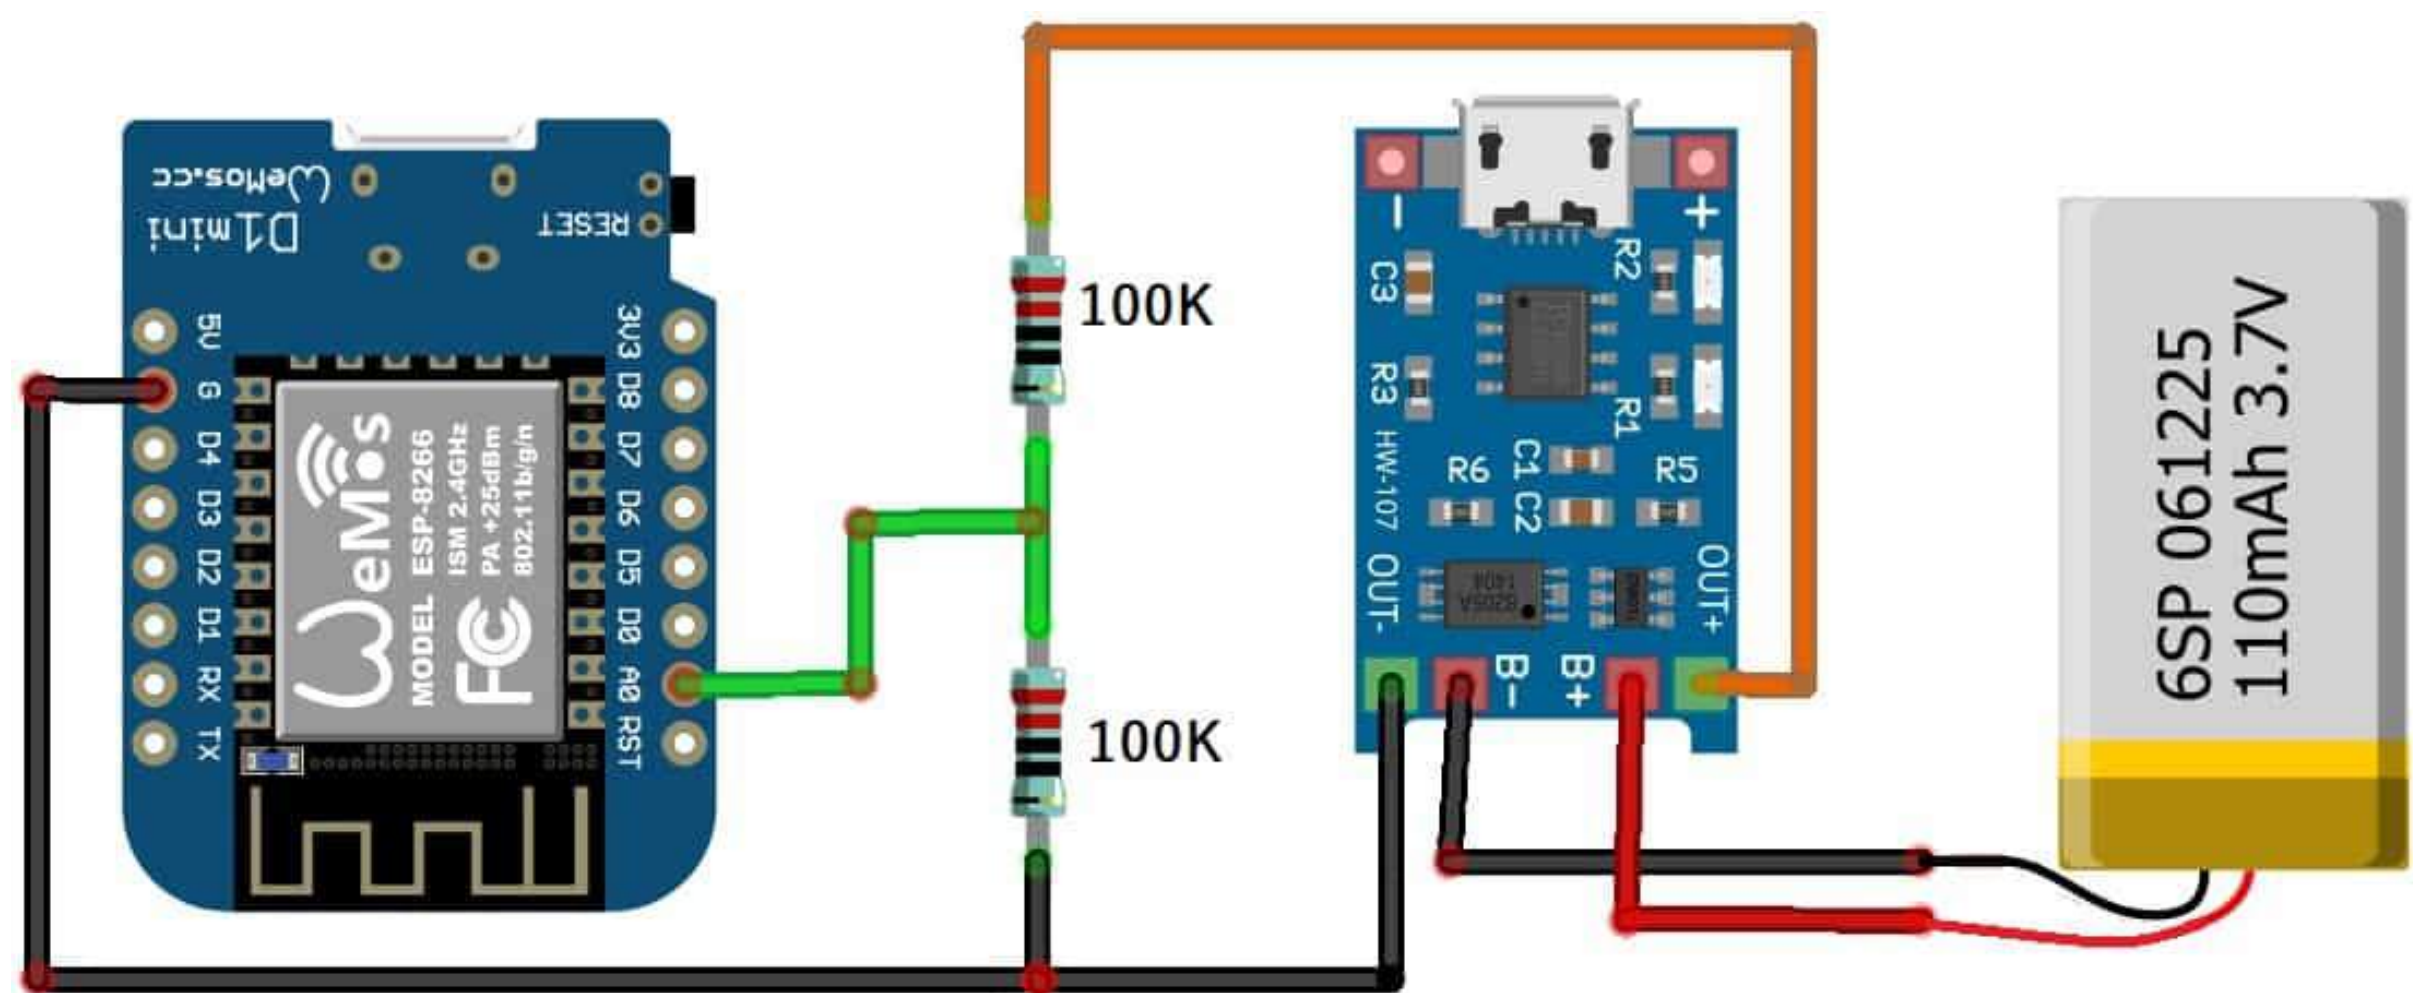 WeMos.cc
D1mini
RESET
5V
G
D4
D3
D2
D1
RX
TX
3V3
D8
D7
D6
D5
D0
A0
RST
WeMos
MODEL ESP-8266
ISM 2.4GHz
PA +25dBm
802.11b/g/n
FC
100K
100K
-
+
C3
R2
R3
R1
HW-107
C1
R6
C2
R5
OUT-
OUT+
B-
B+
6SP 061225
110mAh 3.7V